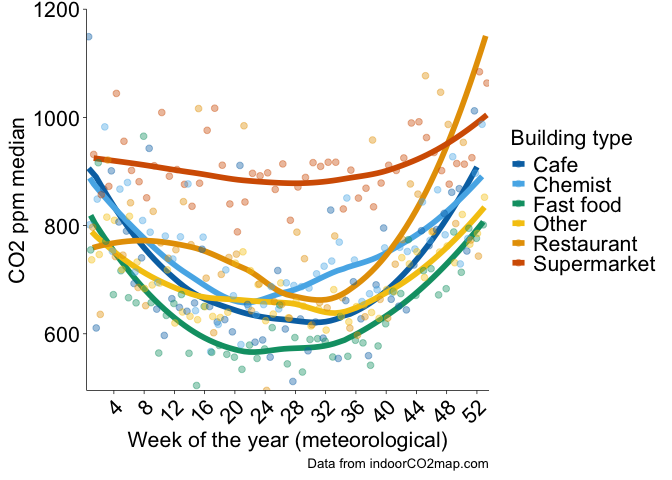 1200
1000
800
600
CO2 ppm median
4 8 12 16 20 24 28 32 36 40 44 48 52
Week of the year (meteorological)
Data from indoorCO2map.com
Building type
Cafe
Chemist
Fast food
Other
Restaurant
Supermarket